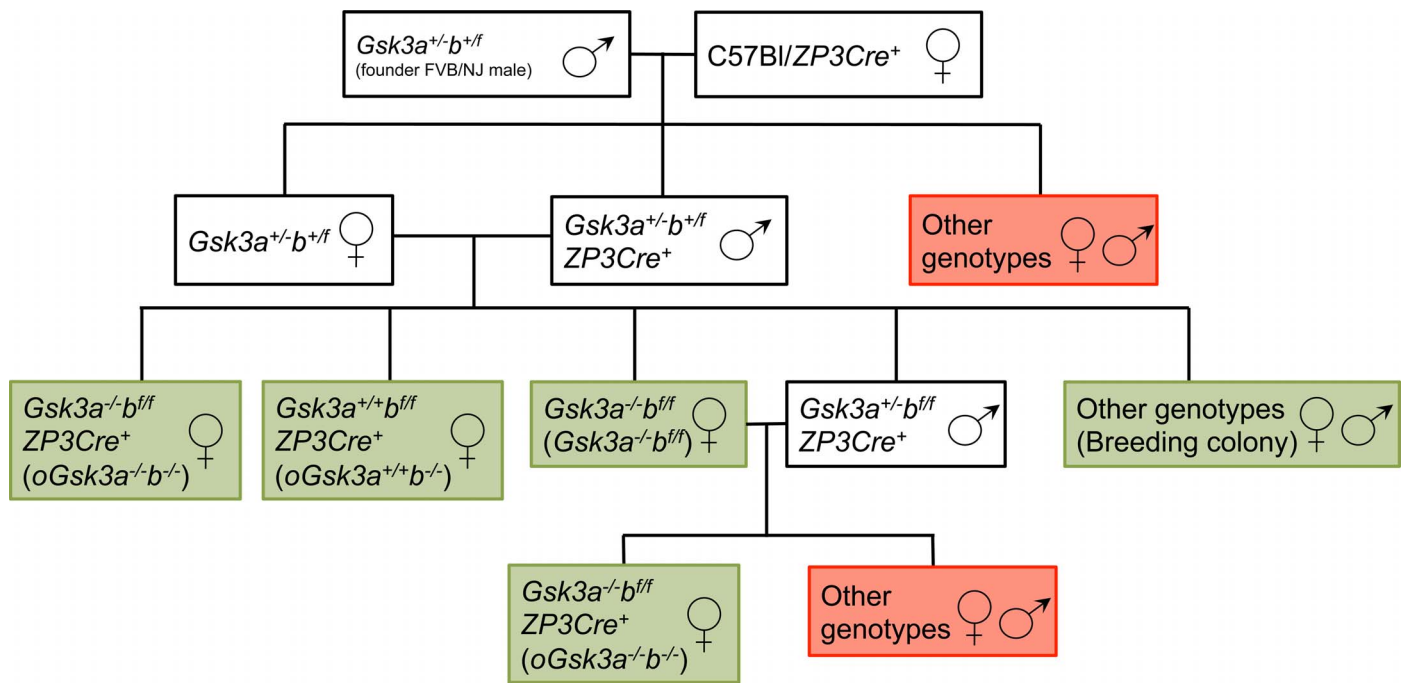 Gsk3a+/-b+/f
(founder FVB/NJ male)
C57Bl/ZP3Cre+
Gsk3a+/-b+/f
Gsk3a+/-b+/f
ZP3Cre+
Other
genotypes
Gsk3a-/-bf/f
ZP3Cre+
(oGsk3a-/-b-/-)
Gsk3a+/+bf/f
ZP3Cre+
(oGsk3a+/+b-/-)
Gsk3a-/-bf/f
(Gsk3a-/-bf/f)
Gsk3a+/-bf/f
ZP3Cre+
Other genotypes
(Breeding colony)
Gsk3a-/-bf/f
ZP3Cre+
(oGsk3a-/-b-/-)
Other
genotypes